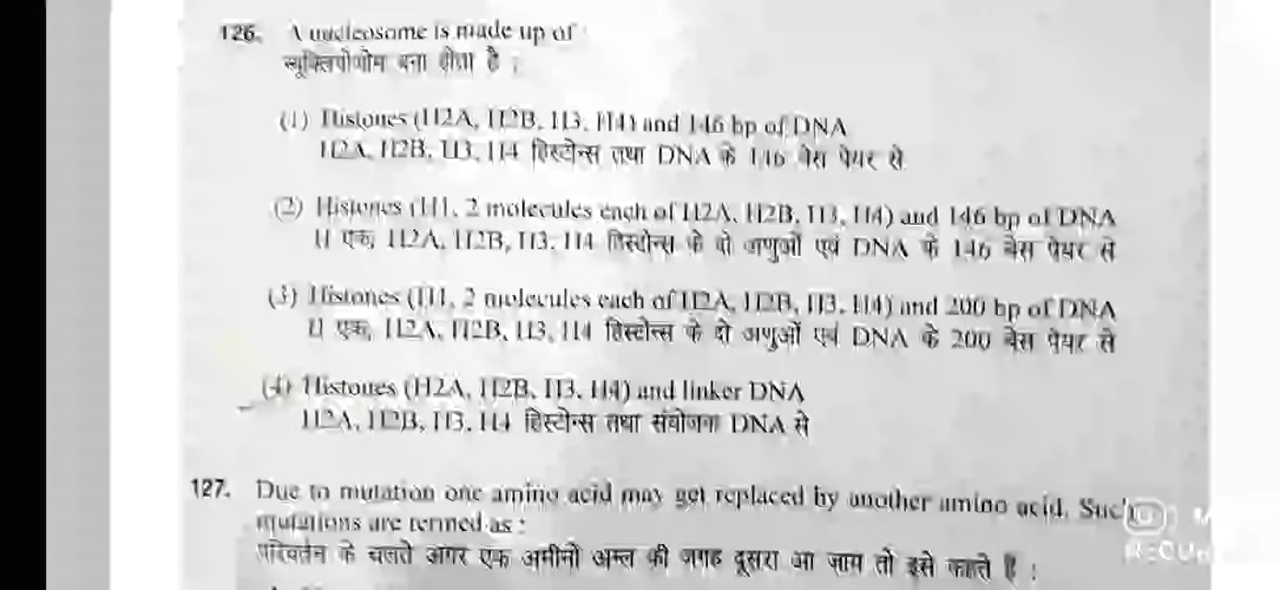 126. A nucleosome is made up of
न्यूक्लियोसोम बना होता है :
(1) Histones (H2A, H2B, H3, H4) and 146 bp of DNA
H2A, H2B, H3, H4 हिस्टोन्स तथा DNA के 146 बेस पेयर से
(2) Histones (H1, 2 molecules each of H2A, H2B, H3, H4) and 146 bp of DNA
एक, H2A, H2B, H3, H4 हिस्टोन्स के दो अणुओं एवं DNA के 146 बेस पेयर से
(3) Histones (H1, 2 molecules each of H2A, H2B, H3, H4) and 200 bp of DNA
एक, H2A, H2B, H3, H4 हिस्टोन्स के दो अणुओं एवं DNA के 200 बेस पेयर से
(4) Histones (H2A, H2B, H3, H4) and linker DNA
H2A, H2B, H3, H4 हिस्टोन्स तथा संयोजना DNA से
127. Due to mutation one amino acid may get replaced by another amino acid. Such
mutations are termed as :
परिवर्तन के चलते अगर एक अमीनो अम्ल की जगह दूसरा आ जाय तो इसे कहते हैं :